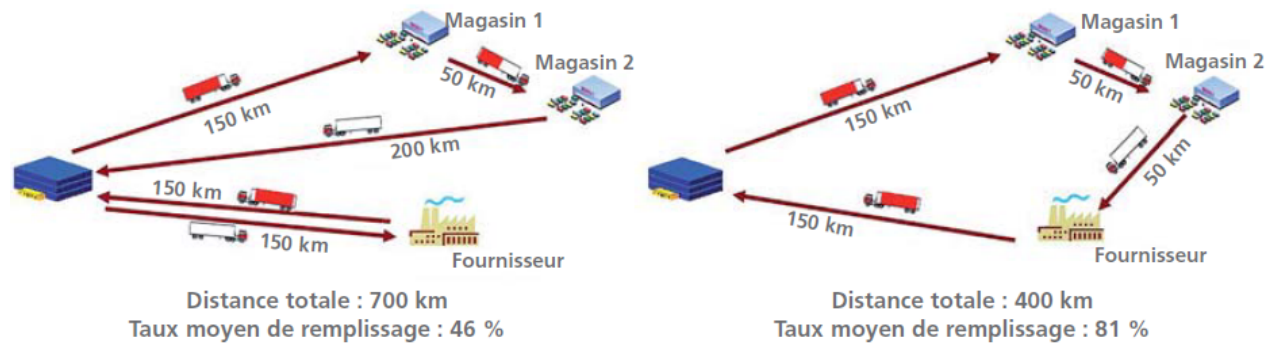 Magasin 1
50 km
Magasin 2
150 km
200 km
150 km
150 km
Fournisseur
Distance totale : 700 km
Taux moyen de remplissage : 46 %
Magasin 1
50 km
Magasin 2
150 km
50 km
150 km
Fournisseur
Distance totale : 400 km
Taux moyen de remplissage : 81 %